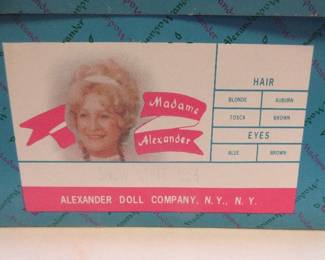 Madame
Alexander
HAIR
BLONDE AUBURN
TOSCA BROWN
EYES
BLUE BROWN
ALEXANDER DOLL COMPANY, N.Y., N.Y.